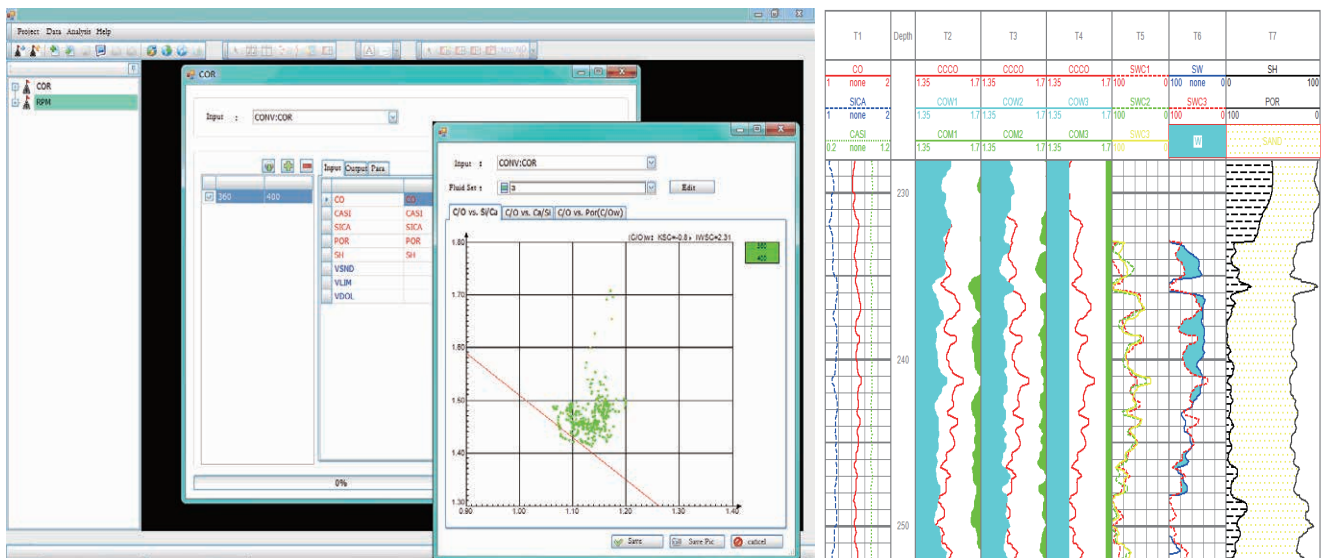 Project Data Analysis Help
COR
RPM
COR
Input : CONV:COR
360 400
Input Output Para
CO CO
CASI CASI
SICA SICA
POR POR
SH SH
VSND
VLIM
VDOL
0%
Input : CONV:COR
Fluid Set : 3 Edit
C/O vs. Si/Ca C/O vs. Ca/Si C/O vs. Por(C/Ow)
(C/O)w: KSC=-0.8, IWSC=2.31
360
400
1.80
1.70
1.60
1.50
1.40
1.30
0.90 1.00 1.10 1.20 1.30 1.40
Save Save Pic cancel
T1 Depth T2 T3 T4 T5 T6 T7
CO CCCO CCCO CCCO SWC1 SW SH
1 none 2 1.35 1.7 1.35 1.7 1.35 1.7 100 0 100 none 0 0 100
SICA COW1 COW2 COW3 SWC2 SWC3 POR
1 none 2 1.35 1.7 1.35 1.7 1.35 1.7 100 0 100 0 100 0
CASI COM1 COM2 COM3 SWC3 W SAND
0.2 none 1.2 1.35 1.7 1.35 1.7 1.35 1.7 100 0
230
240
250